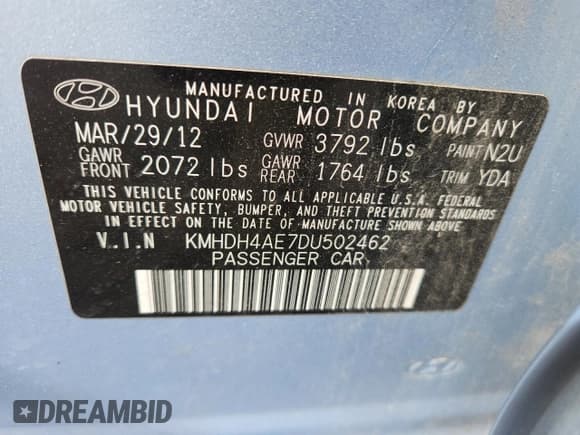 MANUFACTURED IN KOREA BY
HYUNDAI MOTOR COMPANY
MAR/29/12 GVWR 3792 lbs PAINT N2U
GAWR FRONT 2072 lbs GAWR REAR 1764 lbs TRIM YDA
THIS VEHICLE CONFORMS TO ALL APPLICABLE U.S.A. FEDERAL
MOTOR VEHICLE SAFETY, BUMPER, AND THEFT PREVENTION STANDARDS
IN EFFECT ON THE DATE OF MANUFACTURE SHOWN ABOVE.
V.I.N KMHDH4AE7DU502462
PASSENGER CAR
DREAMBID